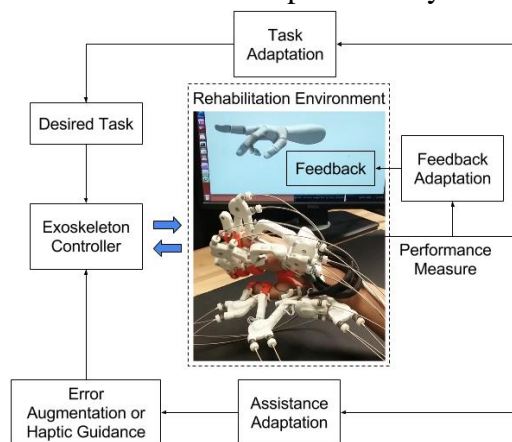 Task
Adaptation
Rehabilitation Environment
Desired Task
Feedback
Feedback
Adaptation
Exoskeleton
Controller
Performance
Measure
Error
Augmentation or
Haptic Guidance
Assistance
Adaptation